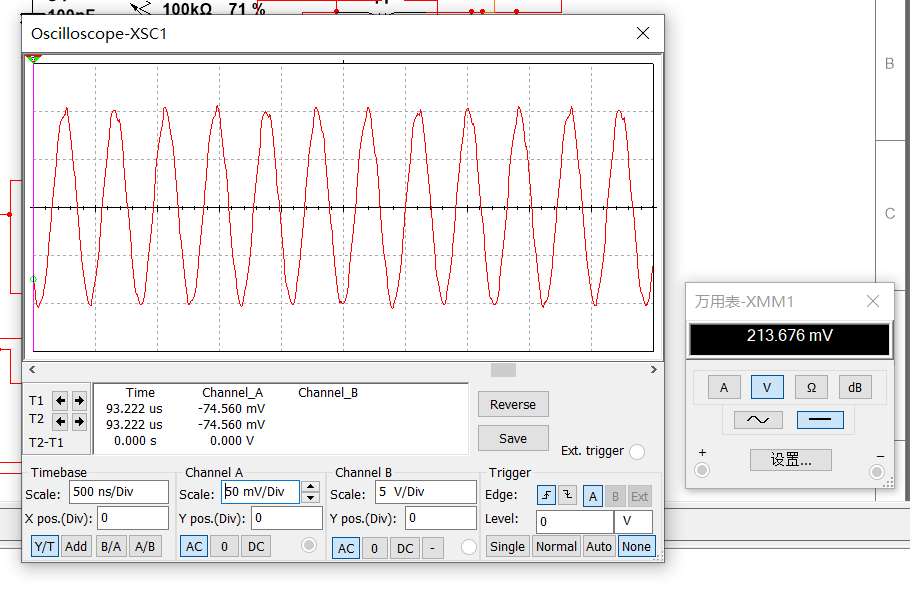 100pF
100kΩ 71 %
Oscilloscope-XSC1
B
C
T1
T2
T2-T1
Time Channel_A Channel_B
93.222 us -74.560 mV
93.222 us -74.560 mV
0.000 s 0.000 V
Reverse
Save
Ext. trigger
Timebase
Scale: 500 ns/Div
X pos.(Div): 0
Y/T Add B/A A/B
Channel A
Scale: 50 mV/Div
Y pos.(Div): 0
AC 0 DC
Channel B
Scale: 5 V/Div
Y pos.(Div): 0
AC 0 DC -
Trigger
Edge: A B Ext
Level: 0 V
Single Normal Auto None
万用表-XMM1
213.676 mV
A V Ω dB
+ −
设置...